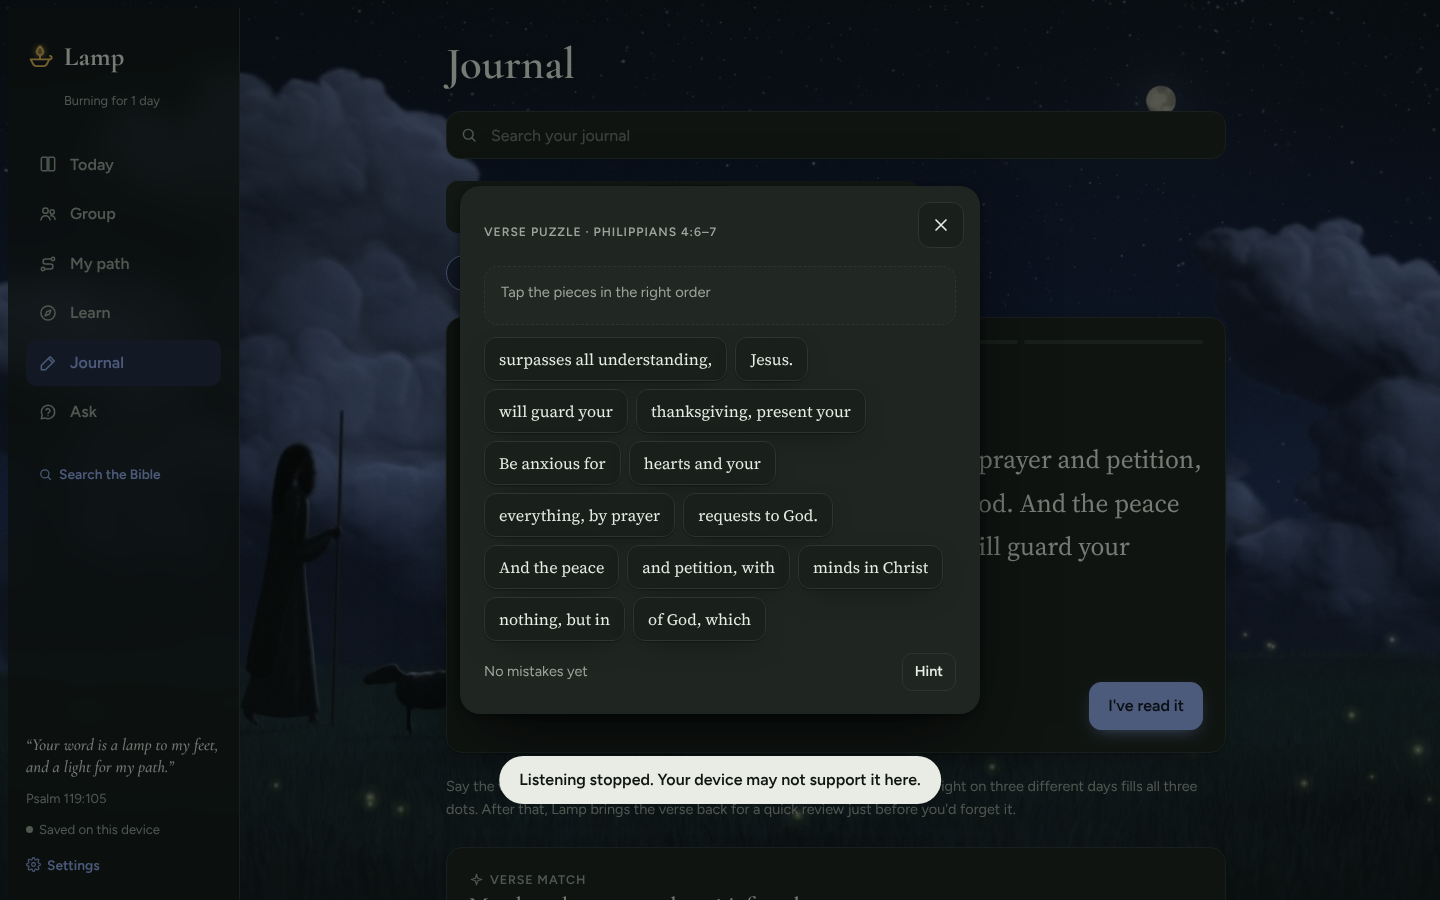 Lamp
Burning for 1 day
Today
Group
My path
Learn
Journal
Ask
Search the Bible
“Your word is a lamp to my feet,
and a light for my path.”
Psalm 119:105
Saved on this device
Settings
Journal
Search your journal
VERSE PUZZLE · PHILIPPIANS 4:6–7
Tap the pieces in the right order
surpasses all understanding,
Jesus.
will guard your
thanksgiving, present your
Be anxious for
hearts and your
everything, by prayer
requests to God.
And the peace
and petition, with
minds in Christ
nothing, but in
of God, which
No mistakes yet
Hint
prayer and petition,
od. And the peace
ill guard your
I've read it
Listening stopped. Your device may not support it here.
Say the
ight on three different days fills all three
dots. After that, Lamp brings the verse back for a quick review just before you'd forget it.
VERSE MATCH